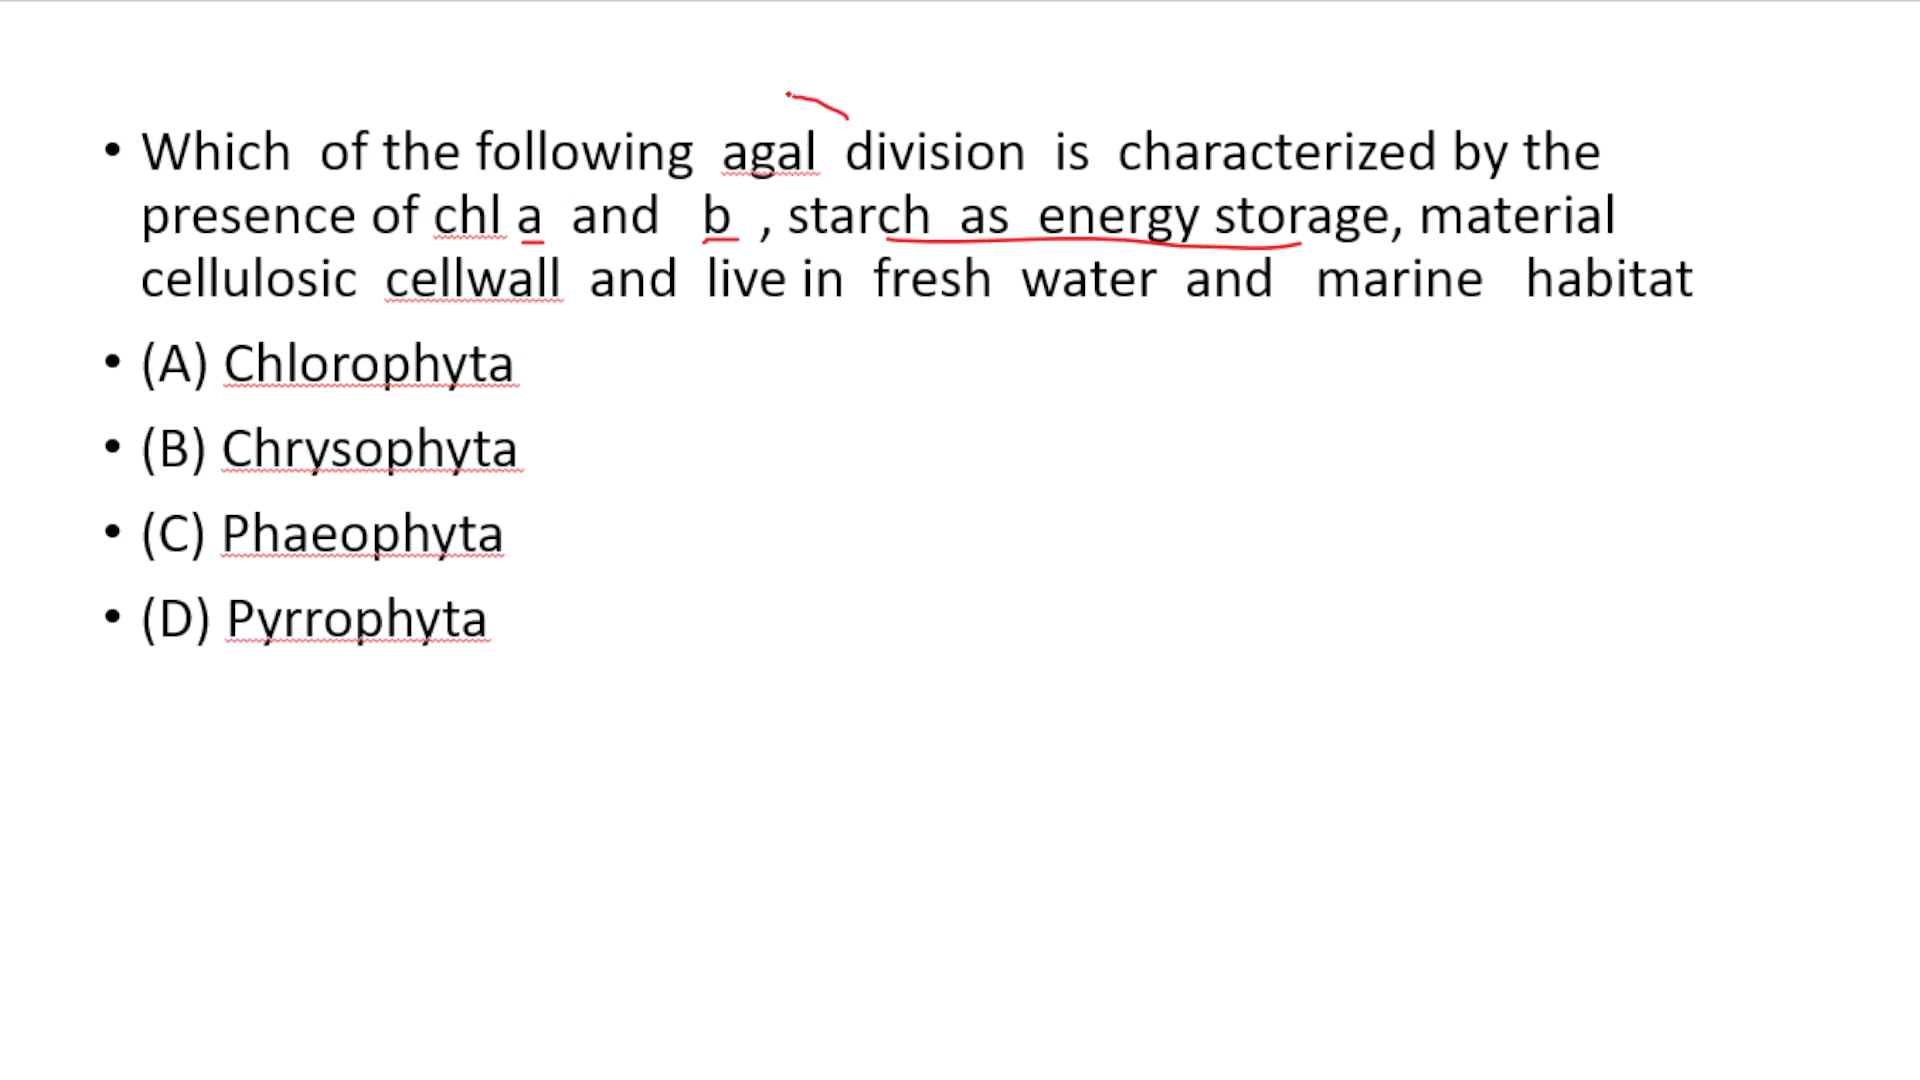 • Which of the following agal division is characterized by the
presence of chl a and b , starch as energy storage, material
cellulosic cellwall and live in fresh water and marine habitat
• (A) Chlorophyta
• (B) Chrysophyta
• (C) Phaeophyta
• (D) Pyrrophyta